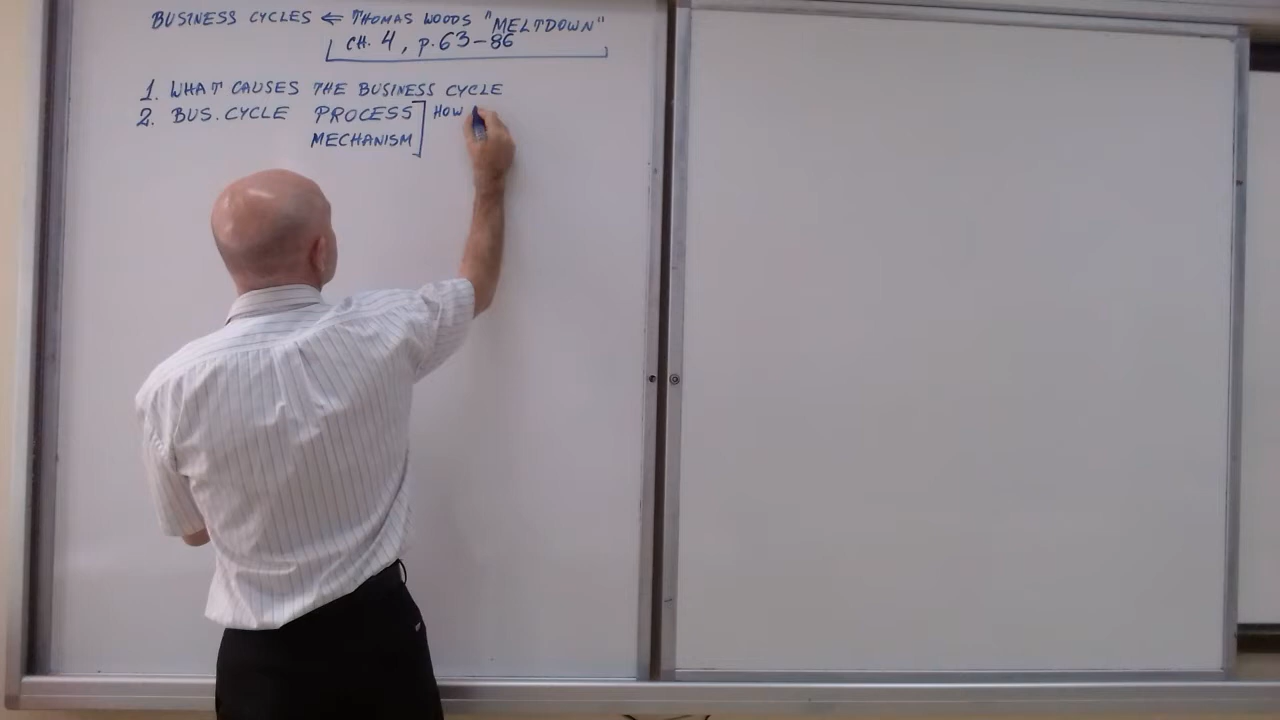 BUSINESS CYCLES ⇐ THOMAS WOODS "MELTDOWN"
CH. 4, p. 63-86
1. WHAT CAUSES THE BUSINESS CYCLE
2. BUS. CYCLE PROCESS] HOW
MECHANISM